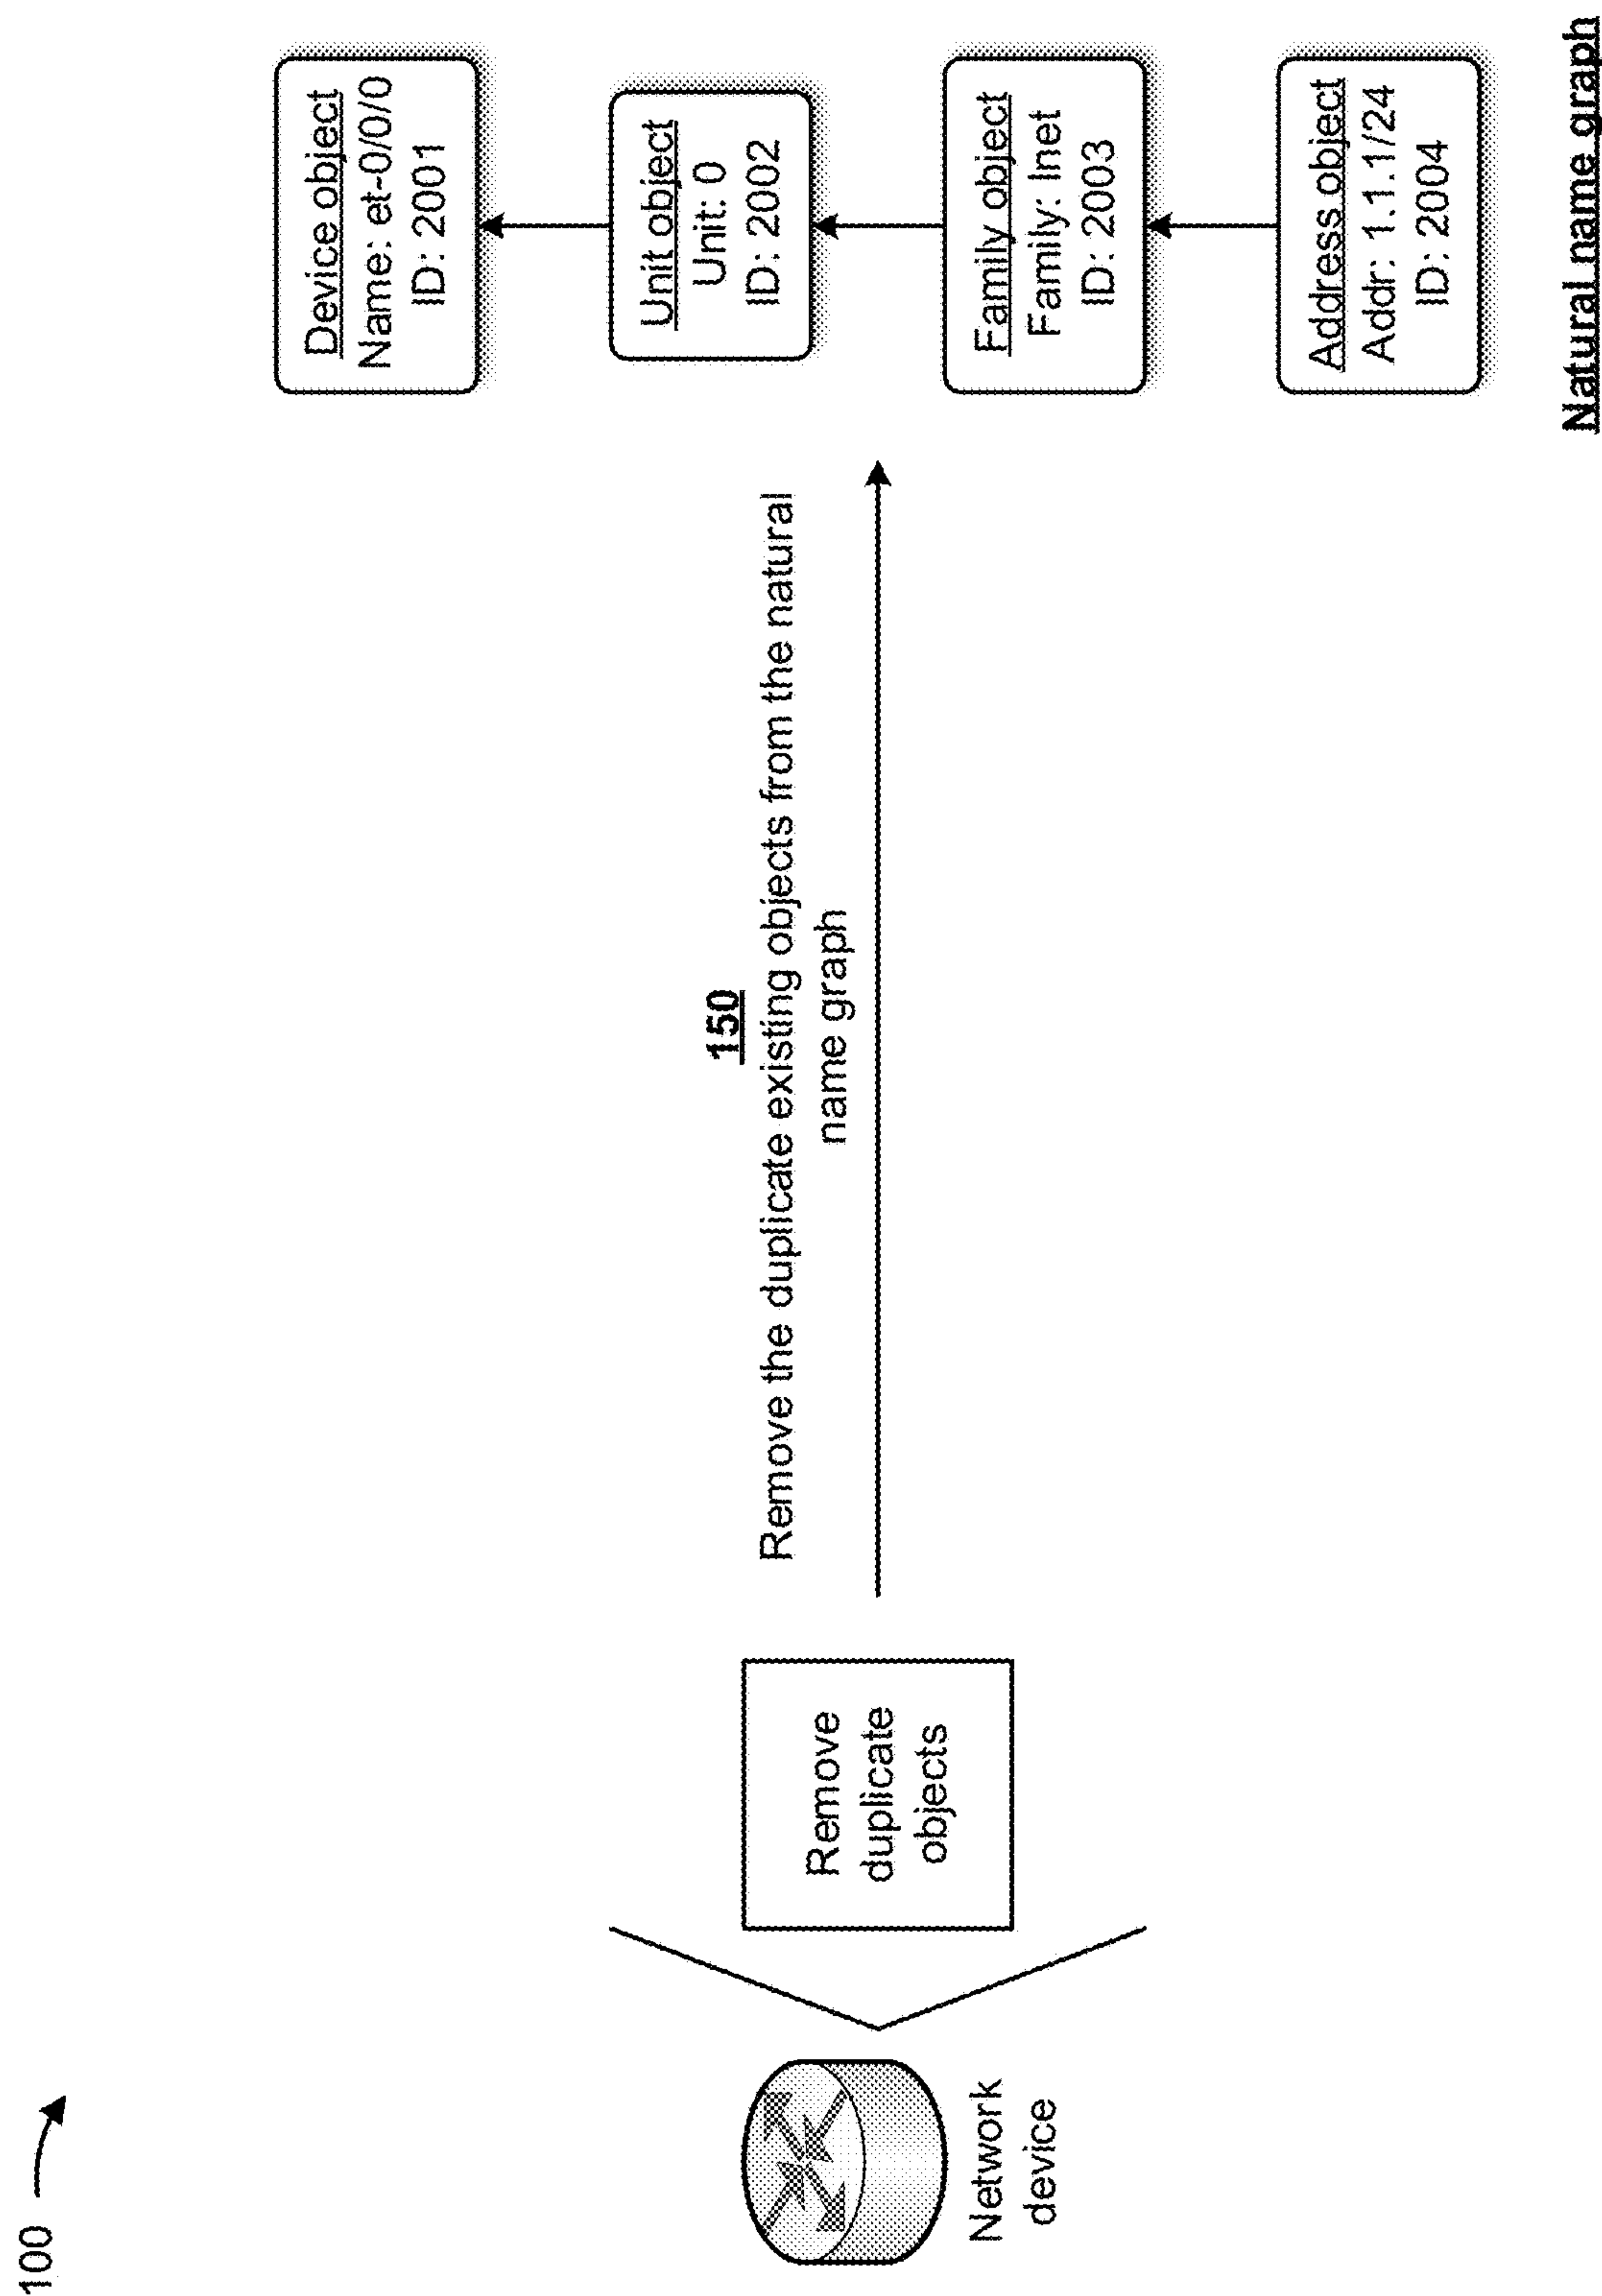 100
Network
device
Remove
duplicate
objects
150
Remove the duplicate existing objects from the natural
name graph
Device object
Name: et-0/0/0
ID: 2001
Unit object
Unit: 0
ID: 2002
Family object
Family: Inet
ID: 2003
Address object
Addr: 1.1.1/24
ID: 2004
Natural name graph